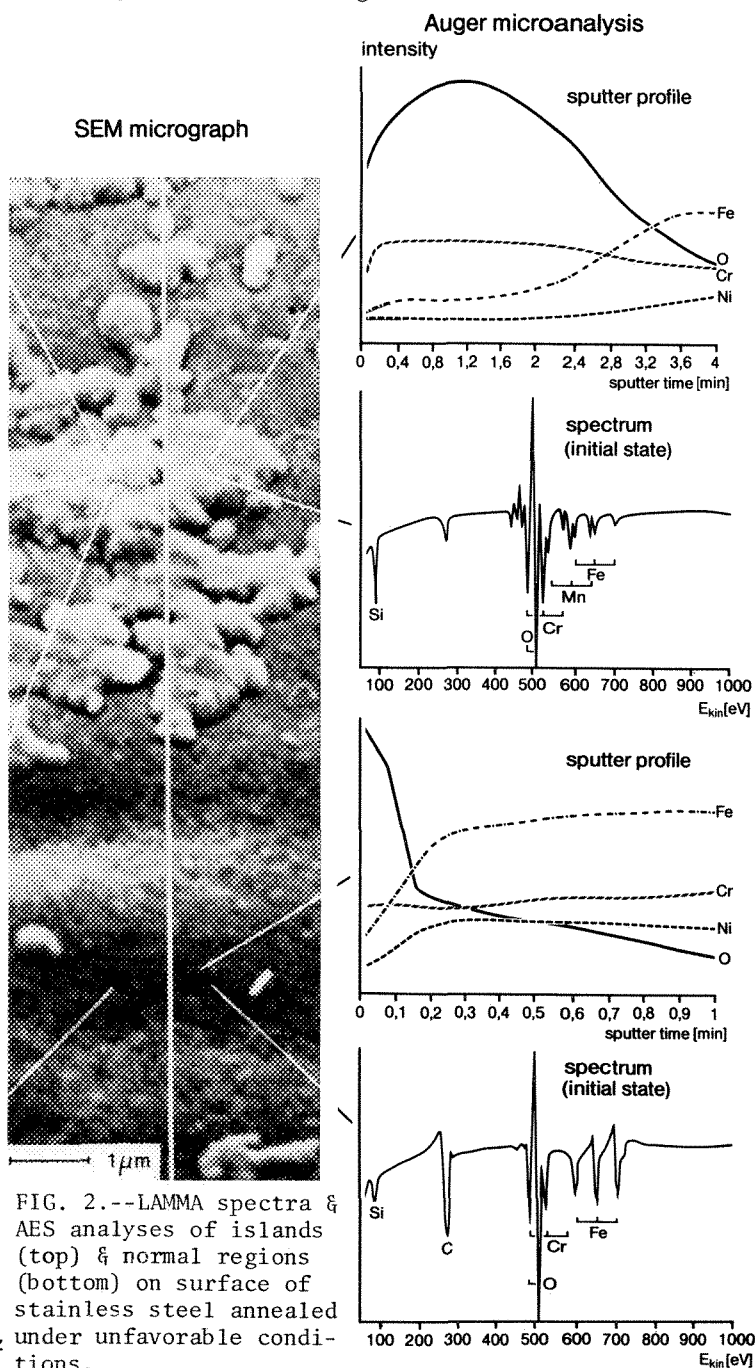 Auger microanalysis
intensity
sputter profile
Fe
O
Cr
Ni
0 0,4 0,8 1,2 1,6 2 2,4 2,8 3,2 3,6 4
sputter time [min]
SEM micrograph
spectrum
(initial state)
Si
Fe
Mn
Cr
O
100 200 300 400 500 600 700 800 900 1000
Ekin[eV]
sputter profile
Fe
Cr
Ni
O
0 0,1 0,2 0,3 0,4 0,5 0,6 0,7 0,8 0,9 1
sputter time [min]
spectrum
(initial state)
Si
C
Cr
Fe
O
100 200 300 400 500 600 700 800 900 1000
Ekin[eV]
1µm
FIG. 2.--LAMMA spectra &
AES analyses of islands
(top) & normal regions
(bottom) on surface of
stainless steel annealed
under unfavorable condi-
tions.